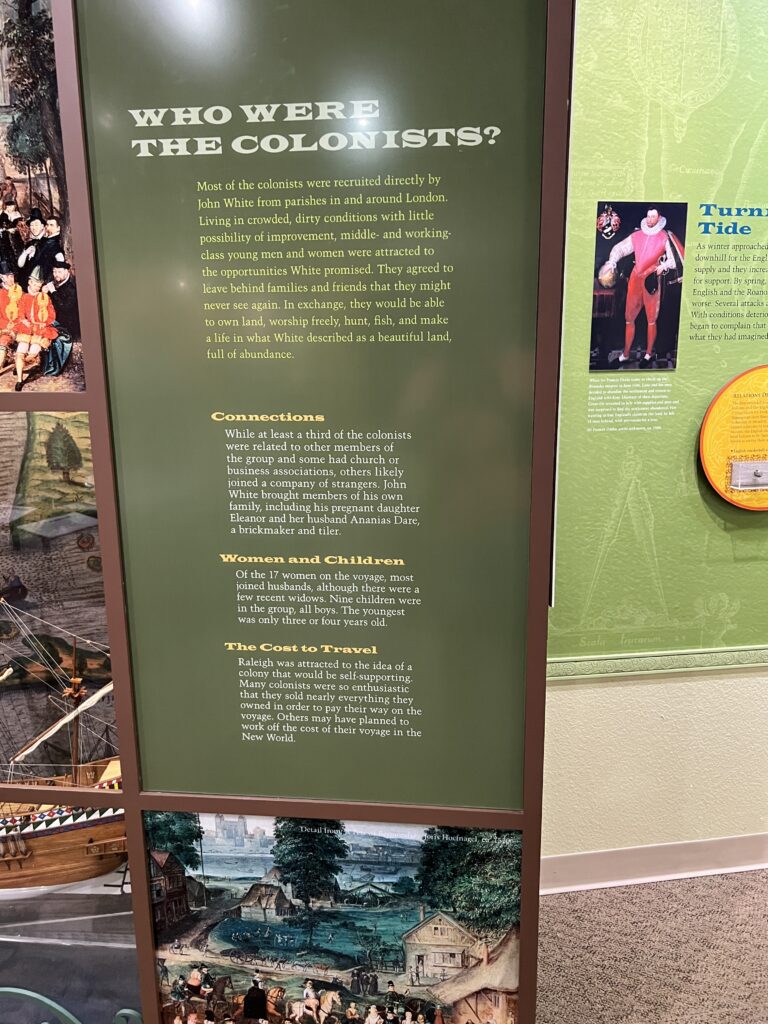 WHO WERE
THE COLONISTS?
Most of the colonists were recruited directly by
John White from parishes in and around London.
Living in crowded, dirty conditions with little
possibility of improvement, middle- and working-
class young men and women were attracted to
the opportunities White promised. They agreed to
leave behind families and friends that they might
never see again. In exchange, they would be able
to own land, worship freely, hunt, fish, and make
a life in what White described as a beautiful land,
full of abundance.
Connections
While at least a third of the colonists
were related to other members of
the group and some had church or
business associations, others likely
joined a company of strangers. John
White brought members of his own
family, including his pregnant daughter
Eleanor and her husband Ananias Dare,
a brickmaker and tiler.
Women and Children
Of the 17 women on the voyage, most
joined husbands, although there were a
few recent widows. Nine children were
in the group, all boys. The youngest
was only three or four years old.
The Cost to Travel
Raleigh was attracted to the idea of a
colony that would be self-supporting.
Many colonists were so enthusiastic
that they sold nearly everything they
owned in order to pay their way on the
voyage. Others may have planned to
work off the cost of their voyage in the
New World.
Detail from
Joris Hoefnagel, ca.
Turni
Tide
As winter approached
downhill for the Engl
supply and they increa
for support. By spring,
English and the Roano
worse. Several attacks a
With conditions deterio
began to complain that
what they had imagined
RELATIONS DE
Scala